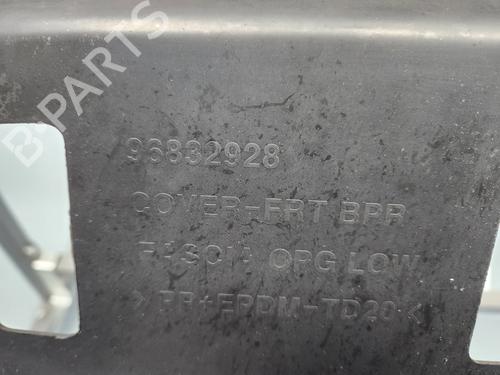 B-PARTS
96832928
COVER-FRT BPR
FASCIA OPG LOW
>PP+EPDM-TD20<